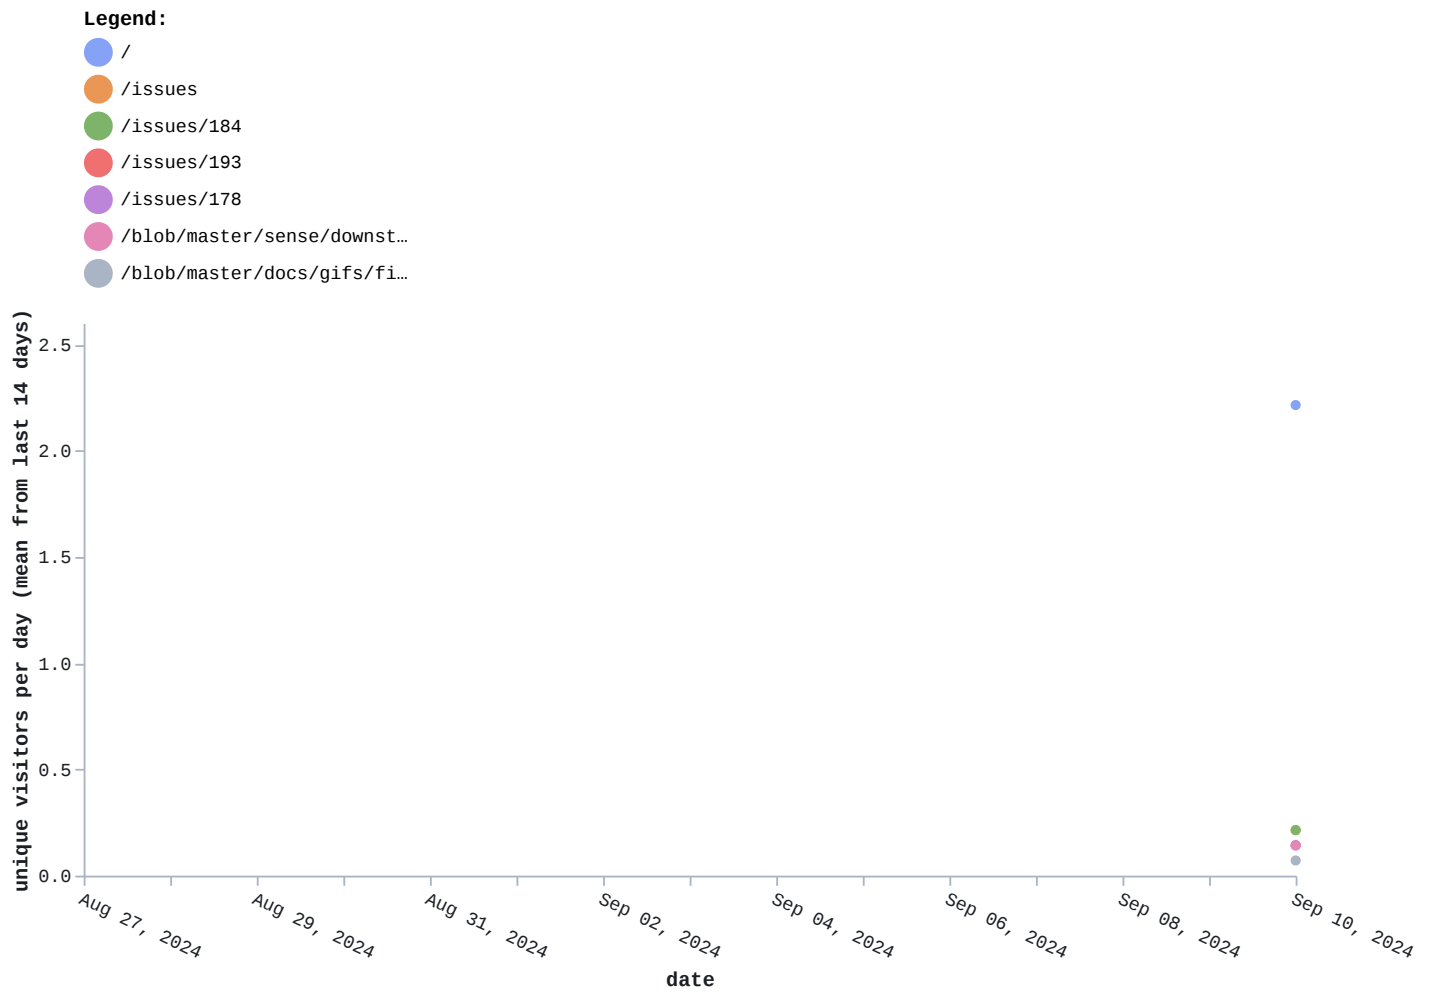 Legend:
/
/issues
/issues/184
/issues/193
/issues/178
/blob/master/sense/downst…
/blob/master/docs/gifs/fi…
unique visitors per day (mean from last 14 days)
2.5
2.0
1.5
1.0
0.5
0.0
Aug 27, 2024
Aug 29, 2024
Aug 31, 2024
Sep 02, 2024
Sep 04, 2024
Sep 06, 2024
Sep 08, 2024
Sep 10, 2024
date